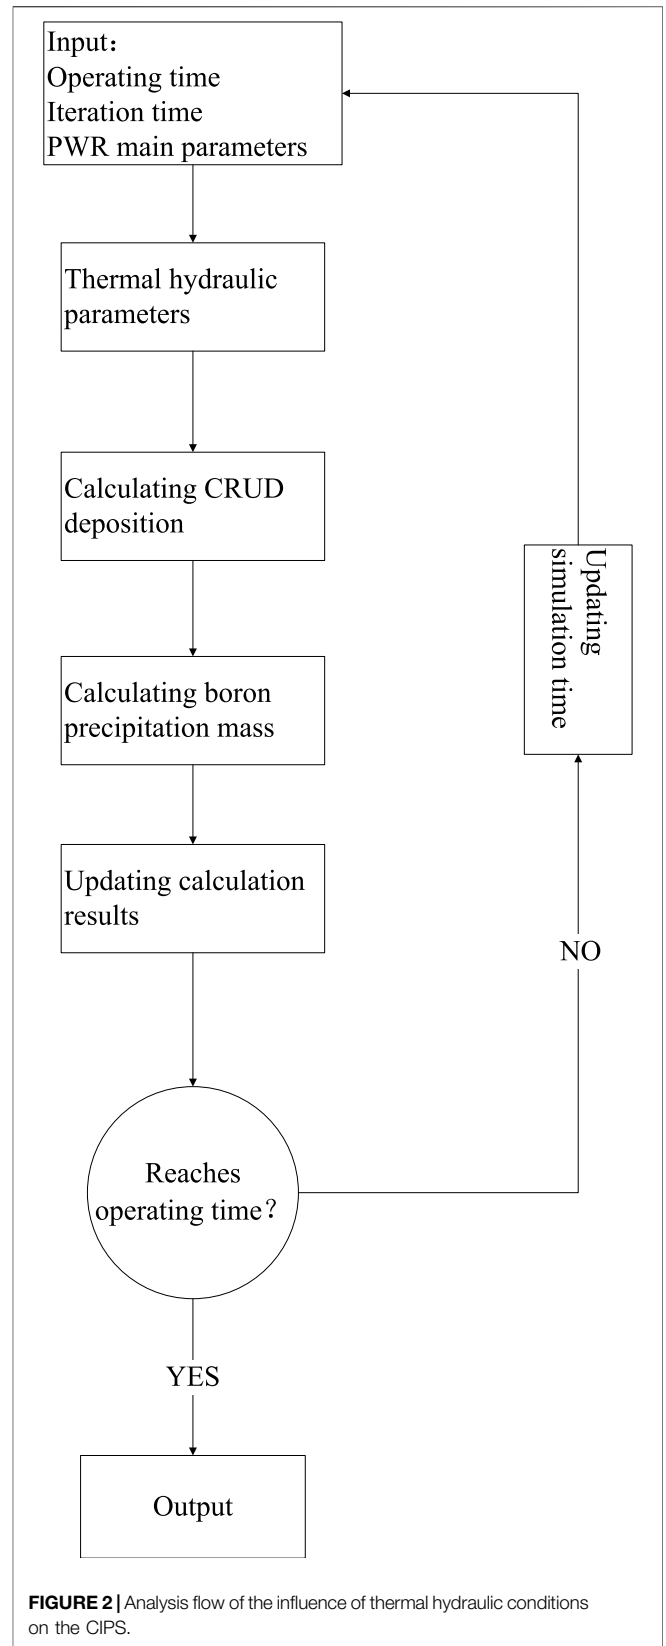 Input：
Operating time
Iteration time
PWR main parameters
Thermal hydraulic
parameters
Calculating CRUD
deposition
Calculating boron
precipitation mass
Updating calculation
results
Updating
simulation time
NO
Reaches
operating time？
YES
Output
FIGURE 2 | Analysis flow of the influence of thermal hydraulic conditions
on the CIPS.